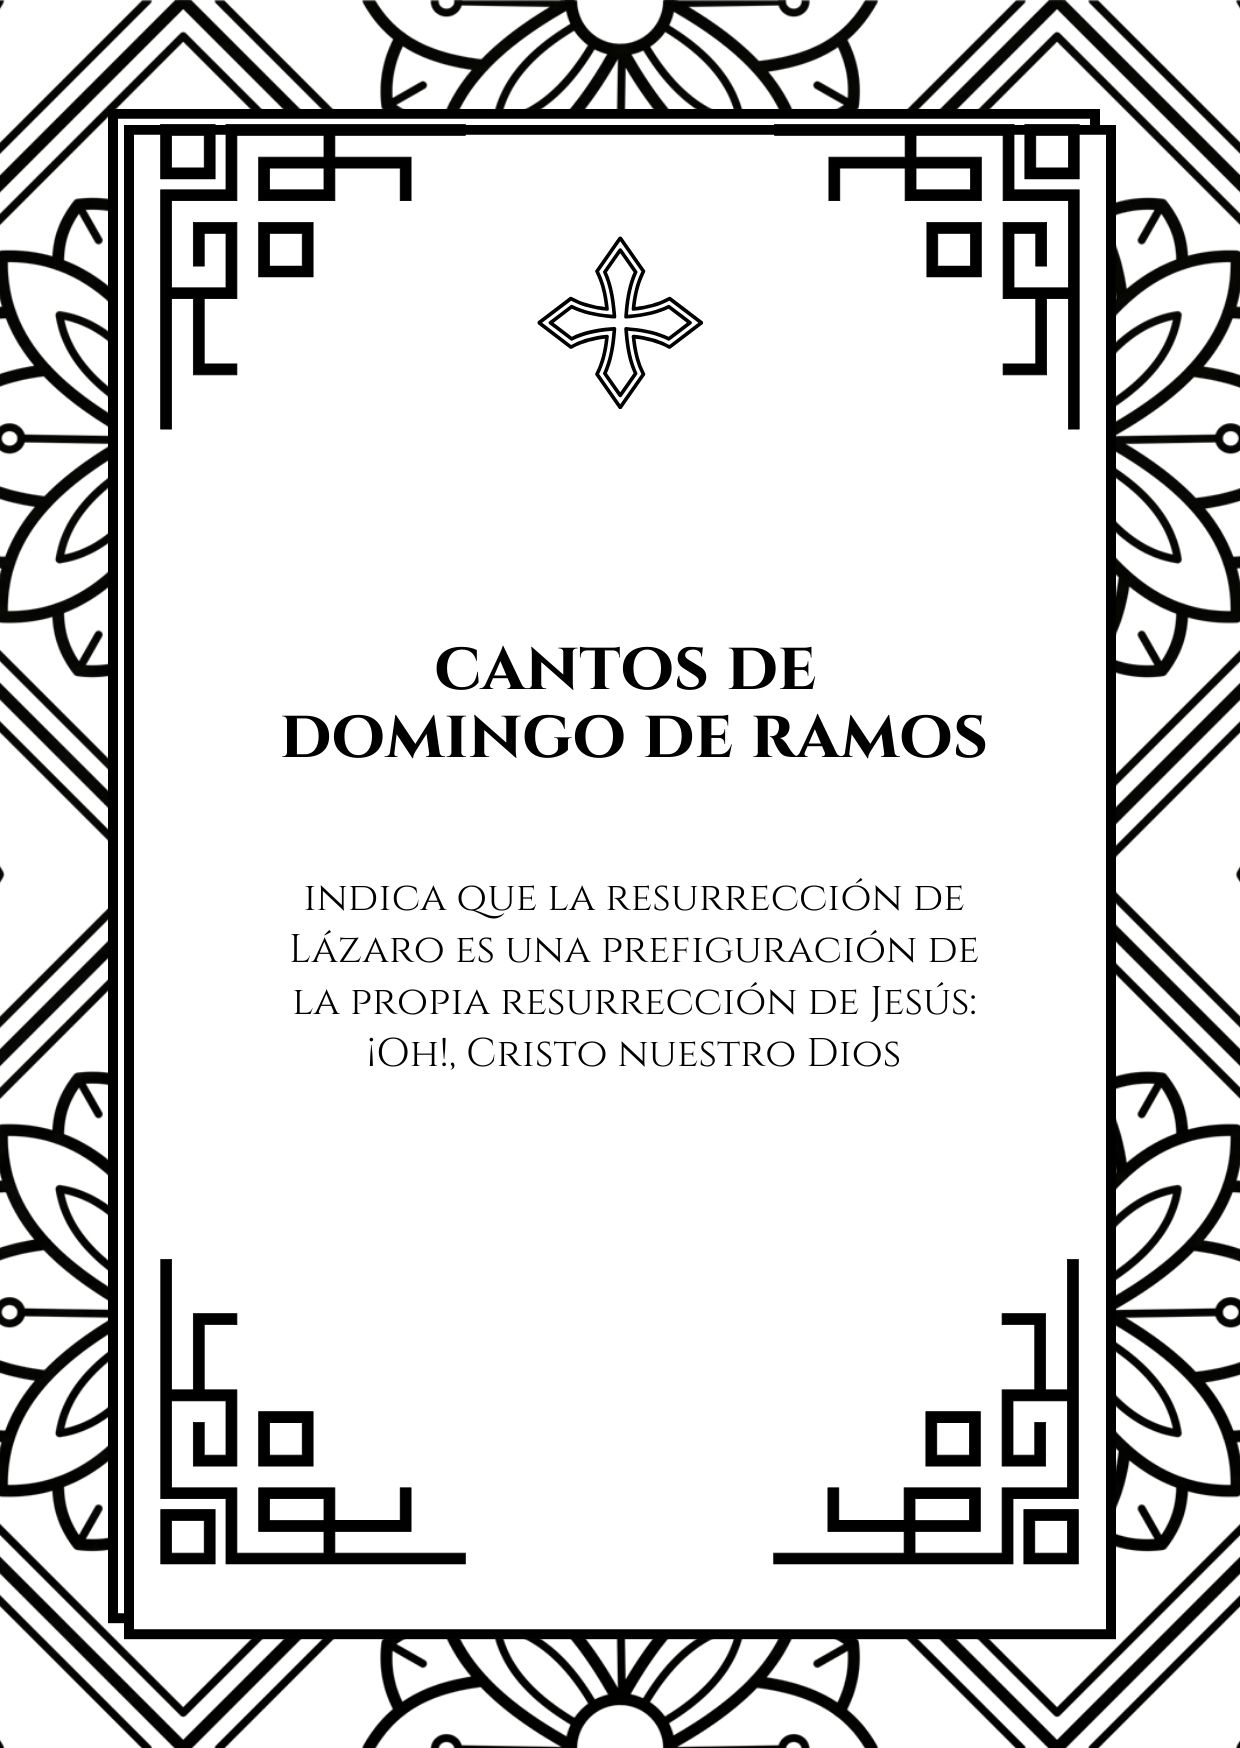 CANTOS DE
DOMINGO DE RAMOS
INDICA QUE LA RESURRECCIÓN DE
LÁZARO ES UNA PREFIGURACIÓN DE
LA PROPIA RESURRECCIÓN DE JESÚS:
¡OH!, CRISTO NUESTRO DIOS